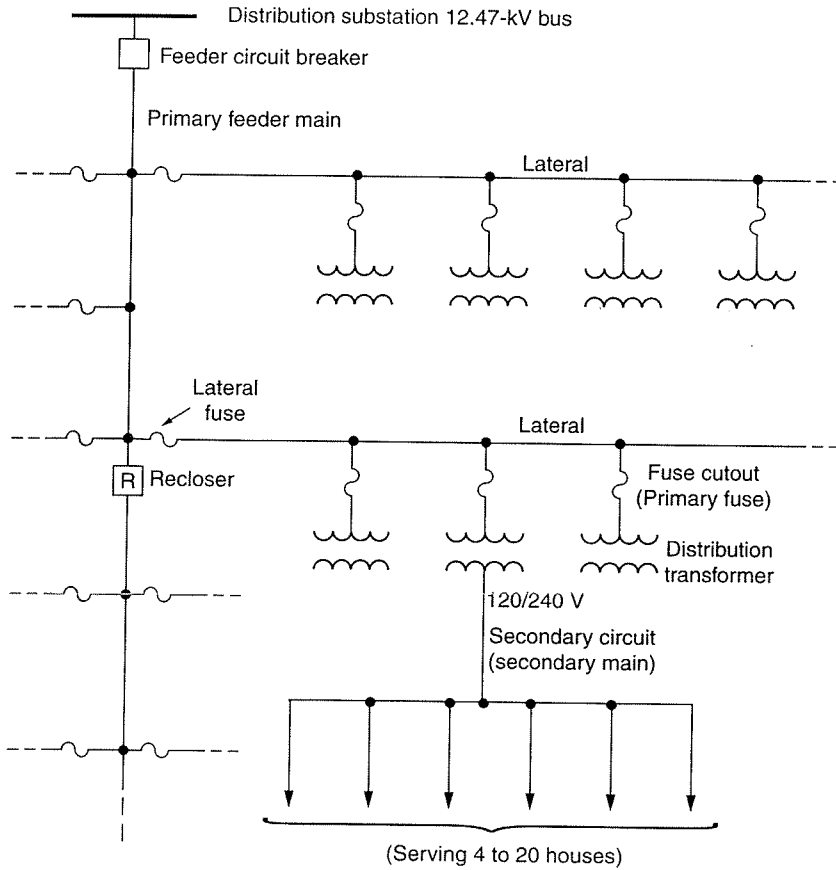 Distribution substation 12.47-kV bus
Feeder circuit breaker
Primary feeder main
Lateral
Lateral
fuse
Lateral
R
Recloser
Fuse cutout
(Primary fuse)
Distribution
transformer
120/240 V
Secondary circuit
(secondary main)
(Serving 4 to 20 houses)